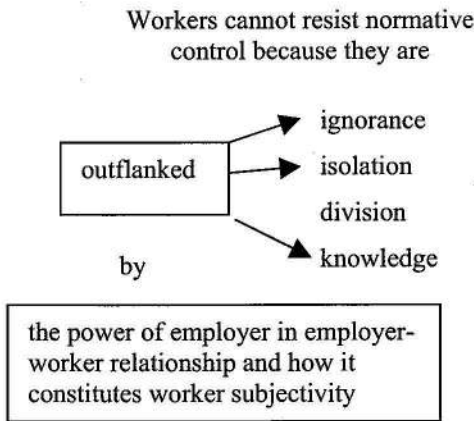 Workers cannot resist normative
control because they are
ignorance
outflanked
isolation
division
knowledge
by
the power of employer in employer-
worker relationship and how it
constitutes worker subjectivity